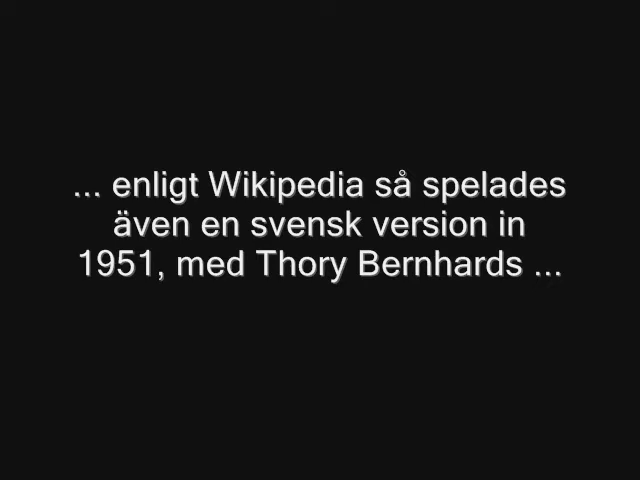 ... enligt Wikipedia så spelades
även en svensk version in
1951, med Thory Bernhards ...